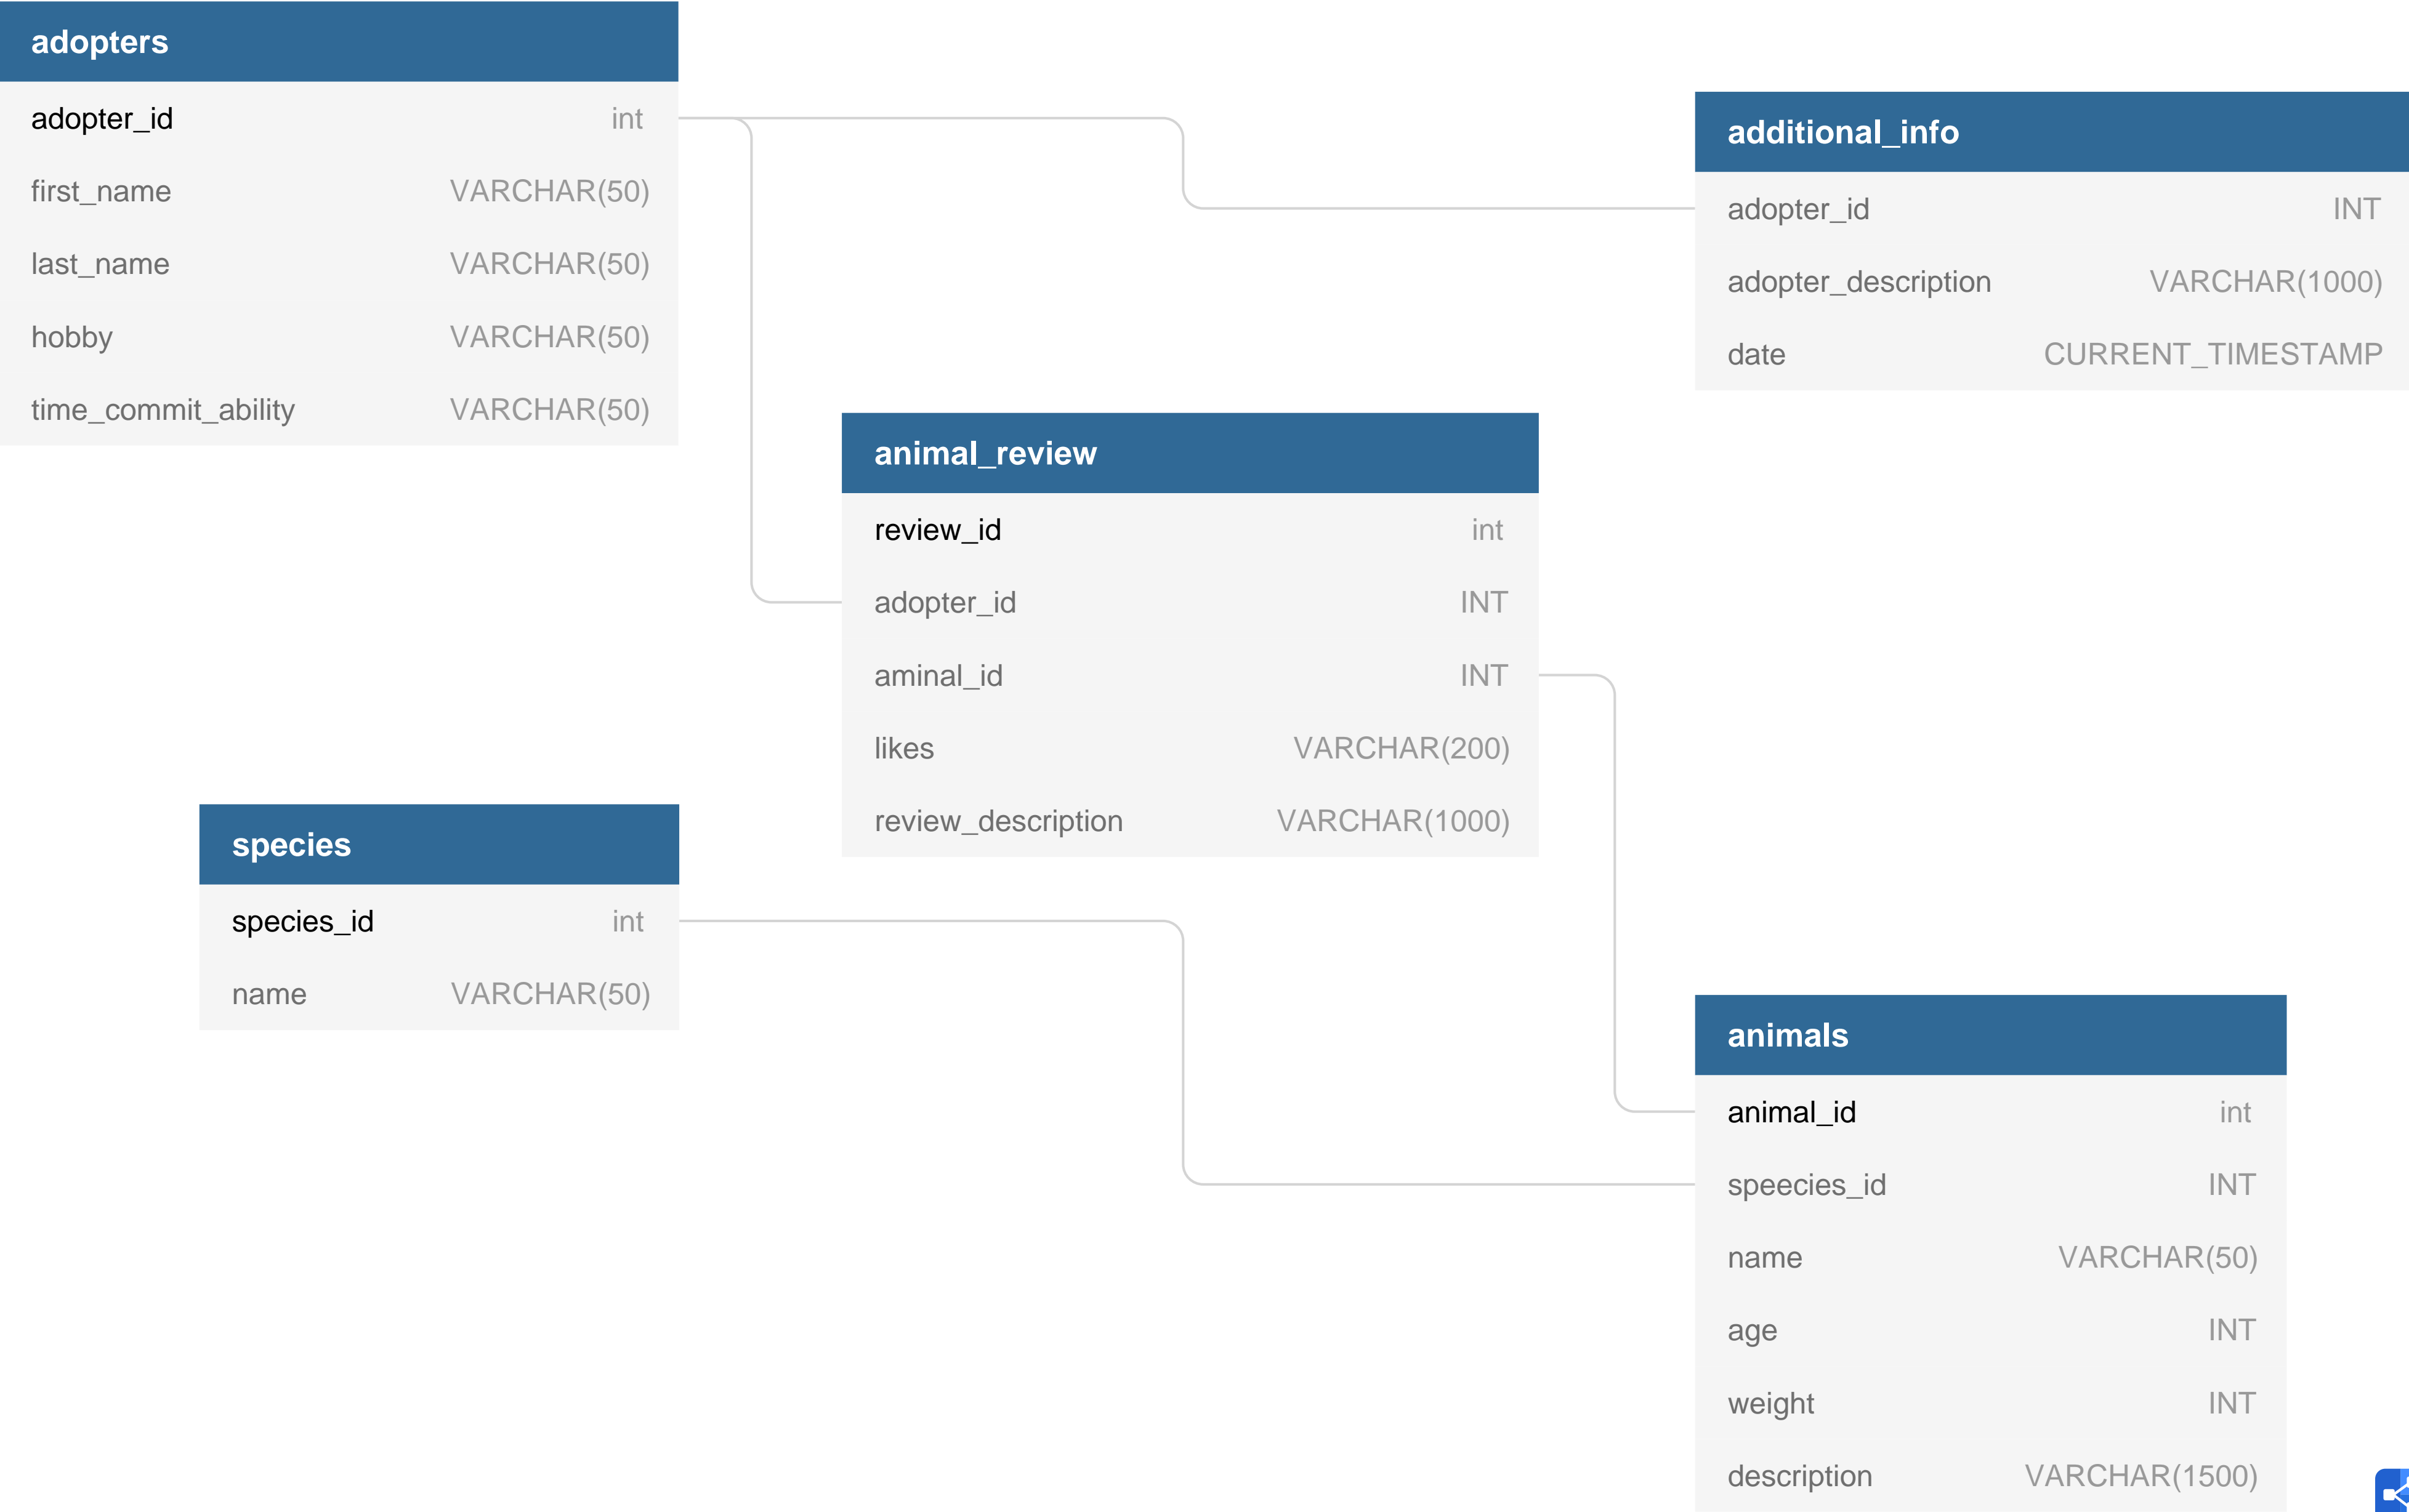 adopters
adopter_id int
first_name VARCHAR(50)
last_name VARCHAR(50)
hobby VARCHAR(50)
time_commit_ability VARCHAR(50)
additional_info
adopter_id INT
adopter_description VARCHAR(1000)
date CURRENT_TIMESTAMP
animal_review
review_id int
adopter_id INT
aminal_id INT
likes VARCHAR(200)
review_description VARCHAR(1000)
species
species_id int
name VARCHAR(50)
animals
animal_id int
speecies_id INT
name VARCHAR(50)
age INT
weight INT
description VARCHAR(1500)